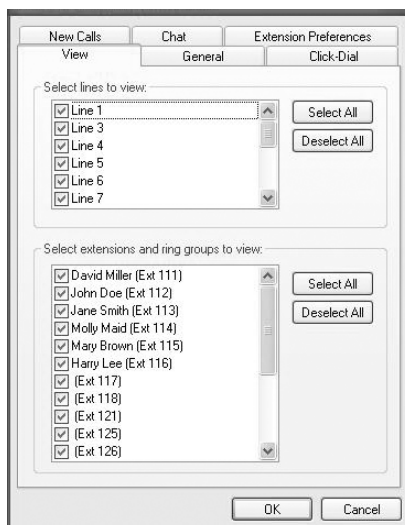 New Calls Chat Extension Preferences
View General Click-Dial
Select lines to view:
Line 1
Line 3
Line 4
Line 5
Line 6
Line 7
Select All
Deselect All
Select extensions and ring groups to view:
David Miller (Ext 111)
John Doe (Ext 112)
Jane Smith (Ext 113)
Molly Maid (Ext 114)
Mary Brown (Ext 115)
Harry Lee (Ext 116)
(Ext 117)
(Ext 118)
(Ext 121)
(Ext 125)
(Ext 126)
Select All
Deselect All
OK Cancel